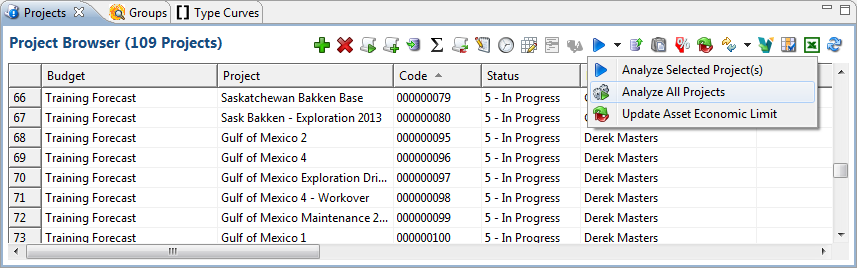 Projects Groups [] Type Curves
Project Browser (109 Projects)
Budget Project Code Status
Analyze Selected Project(s)
Analyze All Projects
Update Asset Economic Limit
66 Training Forecast Saskatchewan Bakken Base 000000079 5 - In Progress
67 Training Forecast Sask Bakken - Exploration 2013 000000080 5 - In Progress
68 Training Forecast Gulf of Mexico 2 000000095 5 - In Progress Derek Masters
69 Training Forecast Gulf of Mexico 4 000000096 5 - In Progress Derek Masters
70 Training Forecast Gulf of Mexico Exploration Dri... 000000097 5 - In Progress Derek Masters
71 Training Forecast Gulf of Mexico 4 - Workover 000000098 5 - In Progress Derek Masters
72 Training Forecast Gulf of Mexico Maintenance 2... 000000099 5 - In Progress Derek Masters
73 Training Forecast Gulf of Mexico 1 000000100 5 - In Progress Derek Masters